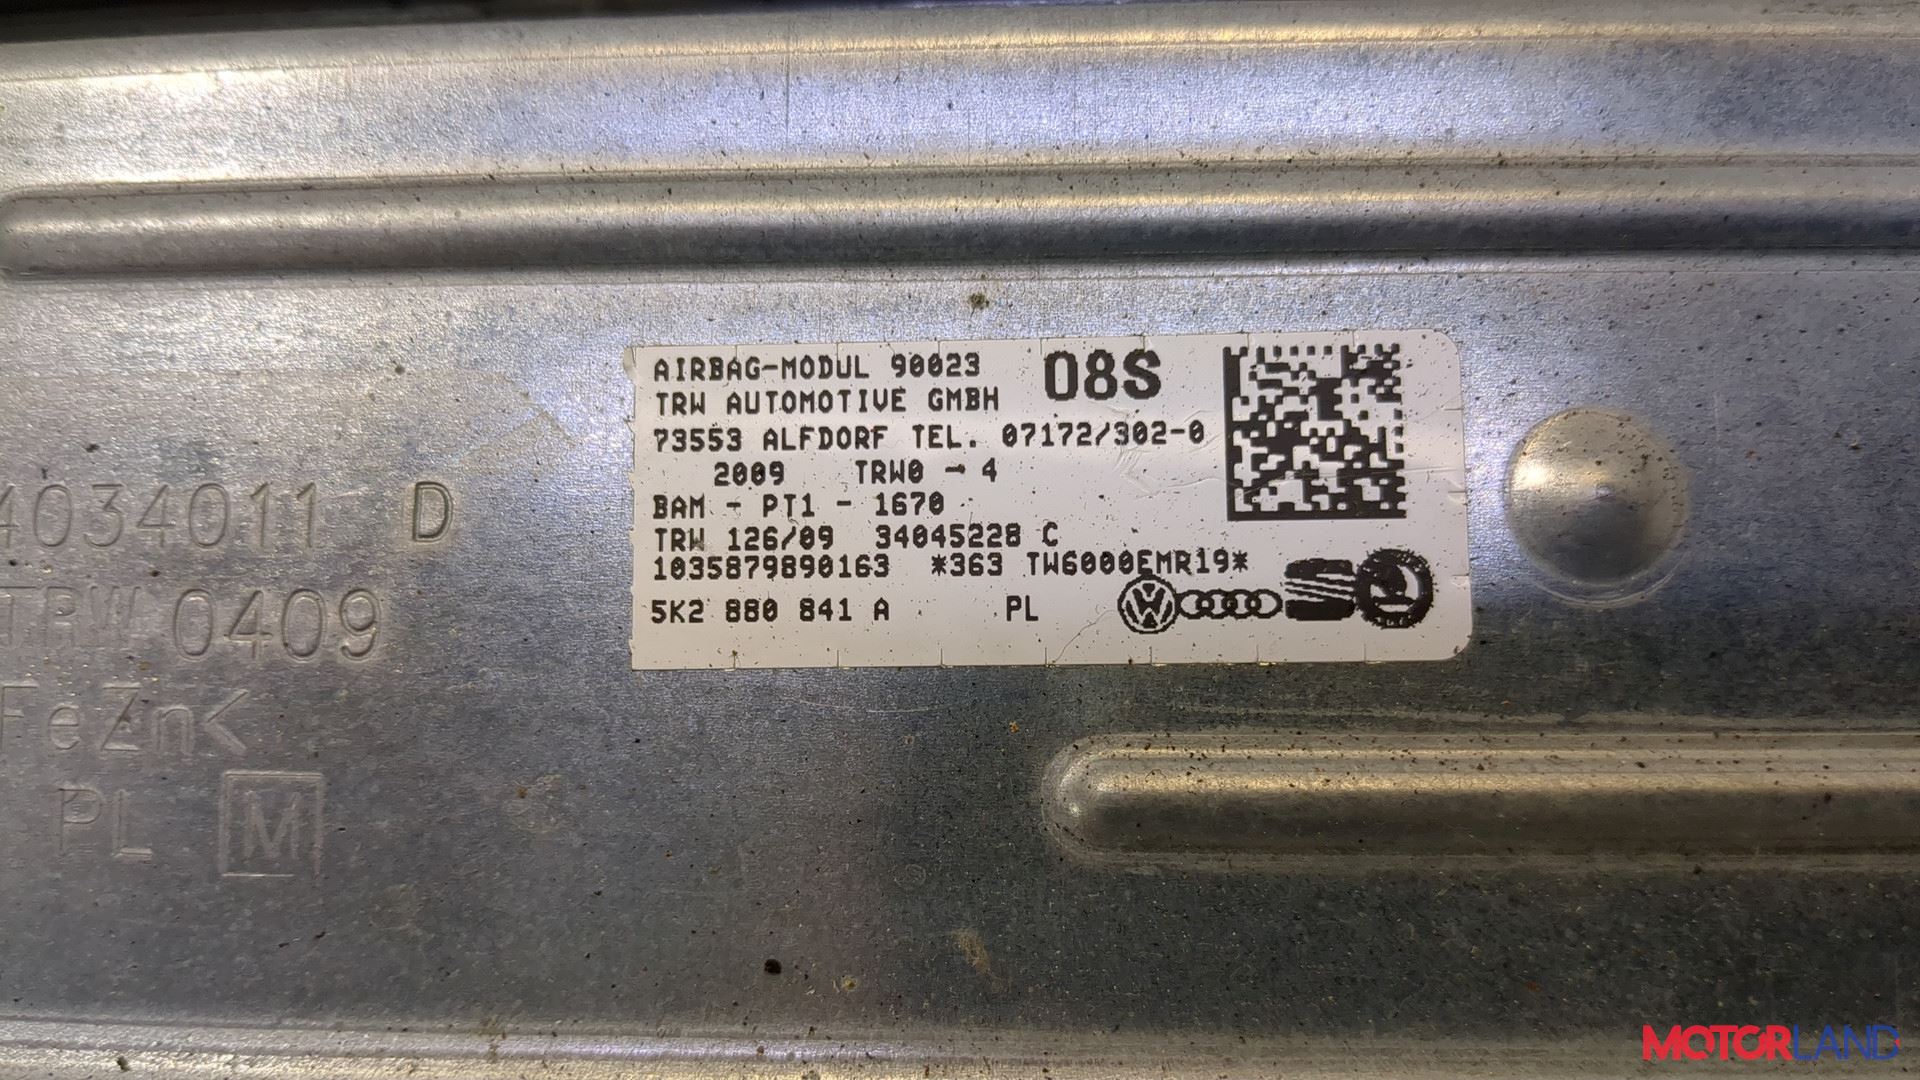 AIRBAG-MODUL 90023 08S
TRW AUTOMOTIVE GMBH
73553 ALFDORF TEL. 07172/302-0
2009 TRW0 - 4
BAM - PT1 - 1670
TRW 126/09 34045228 C
1035879890163 *363 TW6000EMR19*
5K2 880 841 A PL
4034011 D
TRW 0409
FeZn<
PL M
MOTORLAND